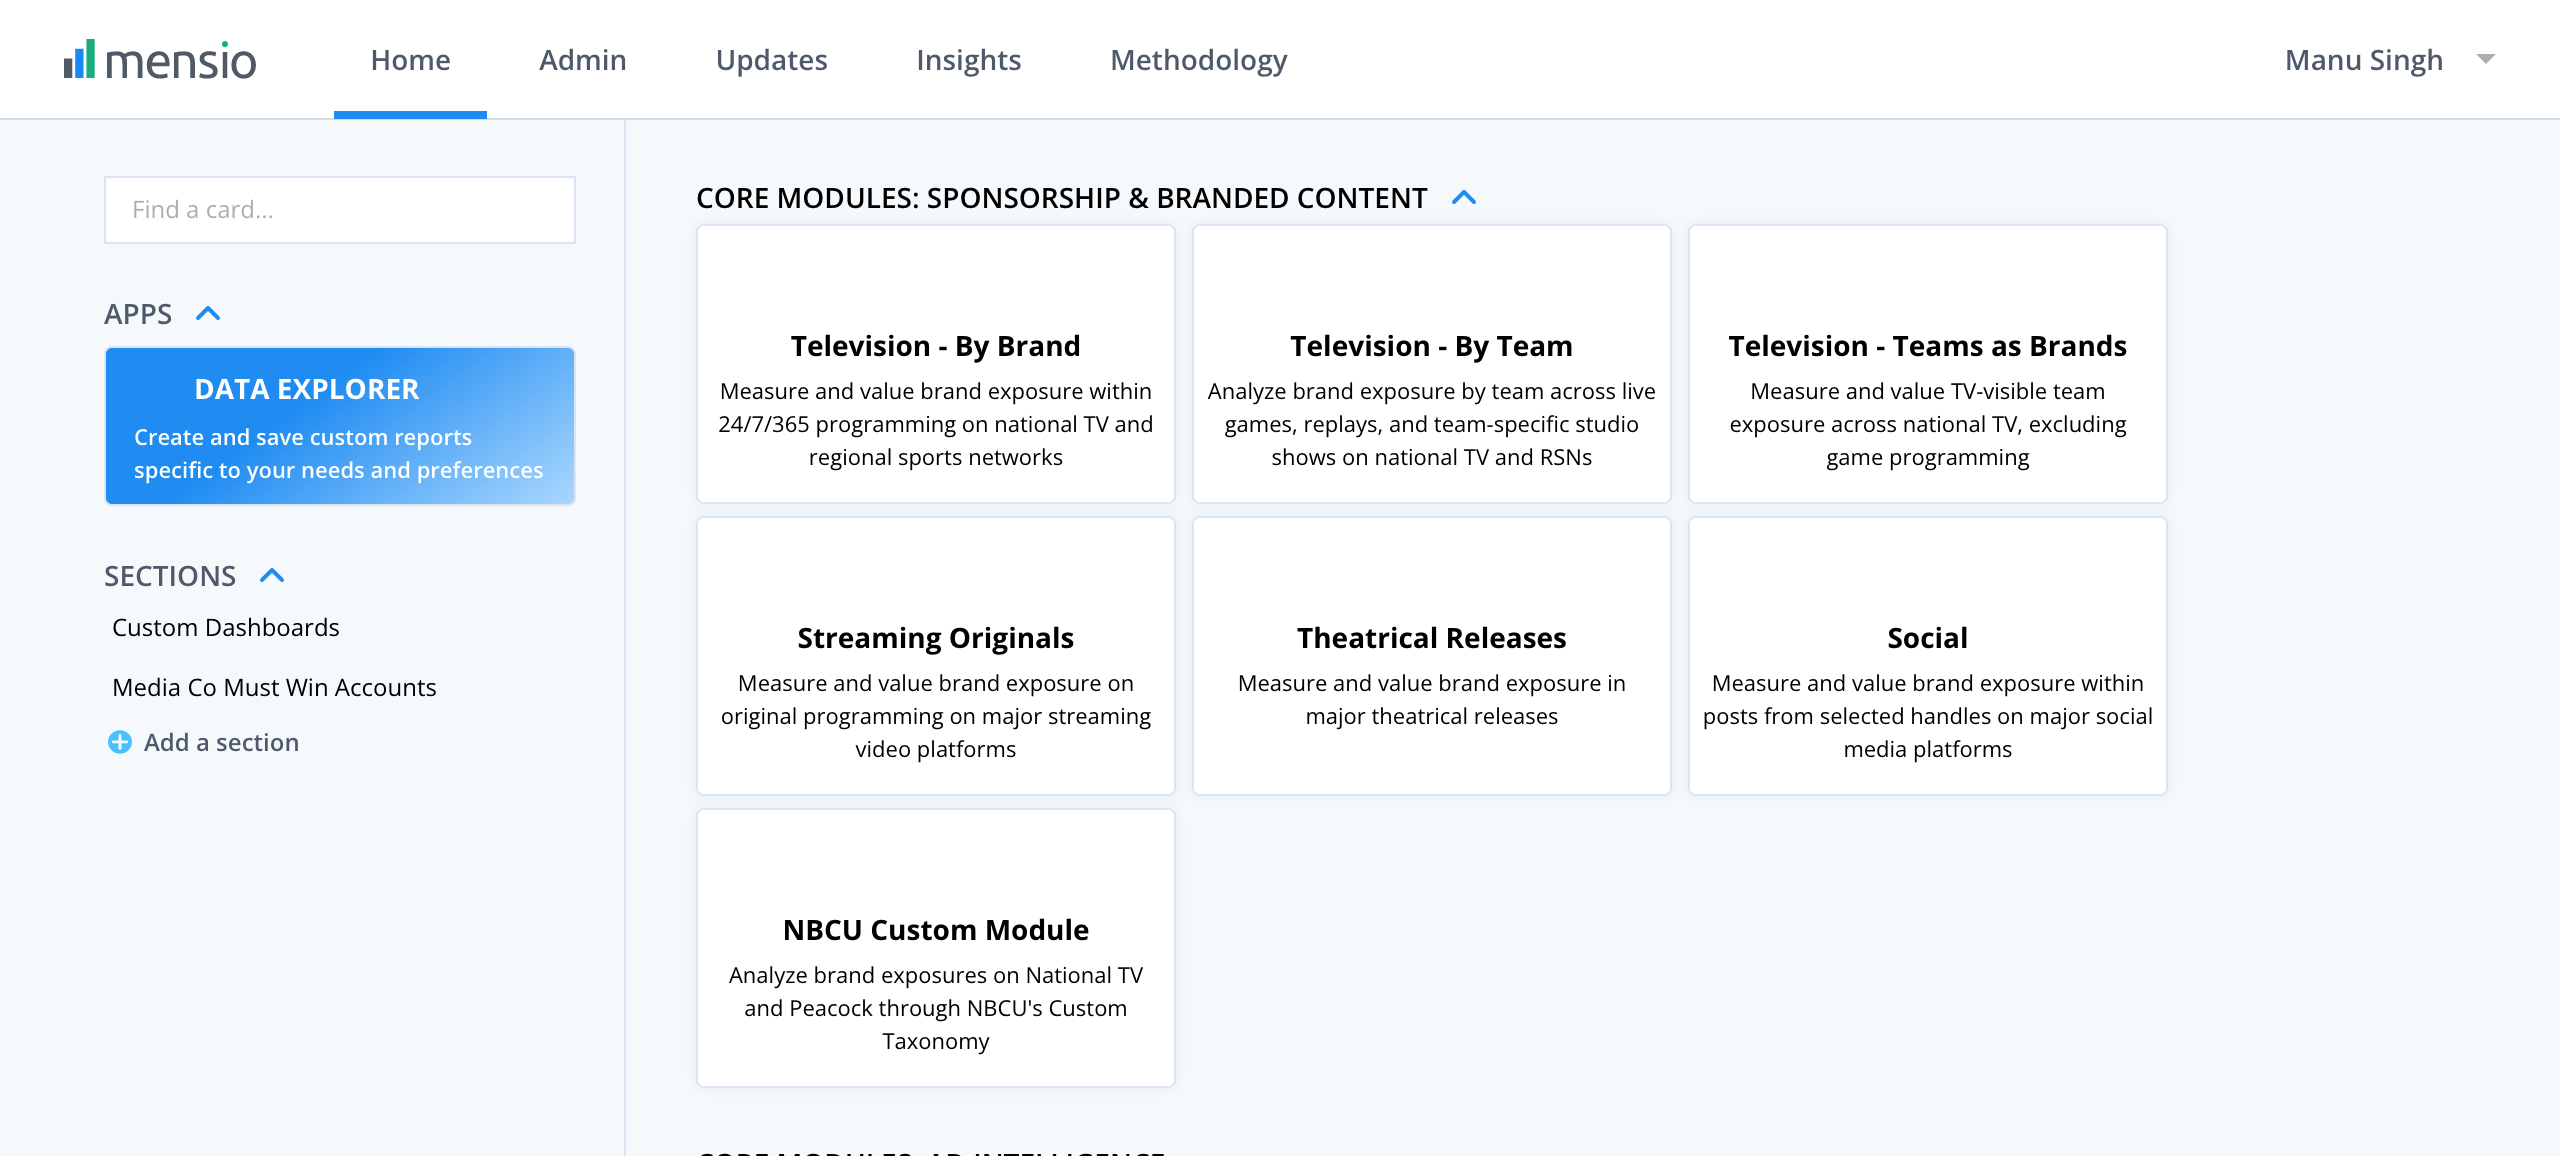 mensio
Home
Admin
Updates
Insights
Methodology
Manu Singh
Find a card...
APPS
DATA EXPLORER
Create and save custom reports
specific to your needs and preferences
SECTIONS
Custom Dashboards
Media Co Must Win Accounts
Add a section
CORE MODULES: SPONSORSHIP & BRANDED CONTENT
Television - By Brand
Measure and value brand exposure within
24/7/365 programming on national TV and
regional sports networks
Television - By Team
Analyze brand exposure by team across live
games, replays, and team-specific studio
shows on national TV and RSNs
Television - Teams as Brands
Measure and value TV-visible team
exposure across national TV, excluding
game programming
Streaming Originals
Measure and value brand exposure on
original programming on major streaming
video platforms
Theatrical Releases
Measure and value brand exposure in
major theatrical releases
Social
Measure and value brand exposure within
posts from selected handles on major social
media platforms
NBCU Custom Module
Analyze brand exposures on National TV
and Peacock through NBCU's Custom
Taxonomy
CORE MODULES: AD INTELLIGENCE